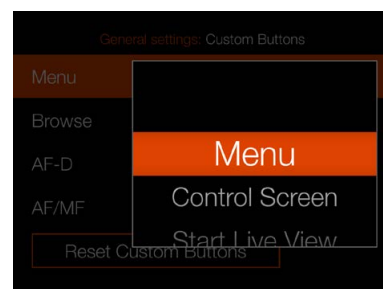 General settings: Custom Buttons
Menu
Browse
AF-D
AF/MF
Menu
Control Screen
Start Live View
Reset Custom Buttons